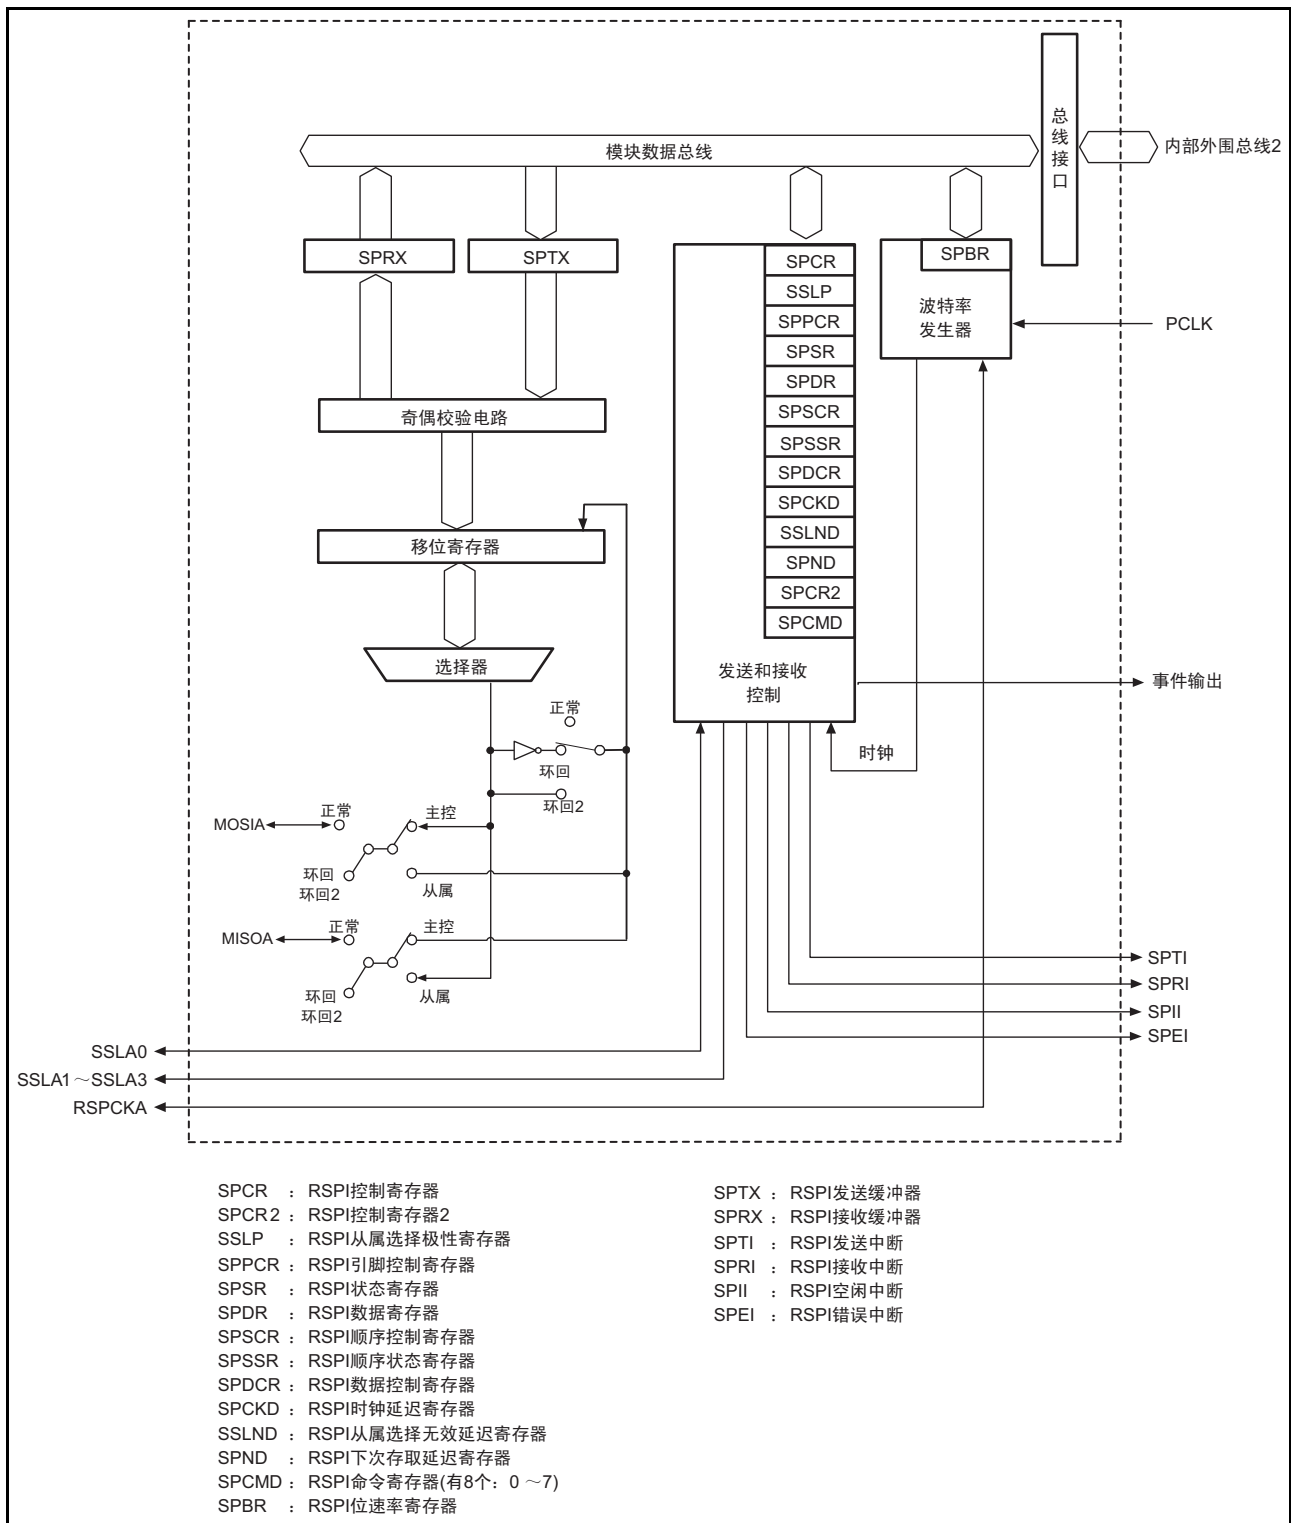 总线接口
内部外围总线2
模块数据总线
SPRX
SPTX
SPCR
SPBR
SSLP
波特率
发生器
SPPCR
PCLK
SPSR
SPDR
奇偶校验电路
SPSCR
SPSSR
SPDCR
SPCKD
SSLND
移位寄存器
SPND
SPCR2
SPCMD
选择器
发送和接收
控制
事件输出
正常
时钟
环回
环回2
正常
主控
MOSIA
环回
环回2
从属
正常
主控
MISOA
环回
环回2
从属
SPTI
SPRI
SPII
SPEI
SSLA0
SSLA1～SSLA3
RSPCKA
SPCR ：RSPI控制寄存器
SPCR2：RSPI控制寄存器2
SSLP ：RSPI从属选择极性寄存器
SPPCR：RSPI引脚控制寄存器
SPSR ：RSPI状态寄存器
SPDR ：RSPI数据寄存器
SPSCR：RSPI顺序控制寄存器
SPSSR：RSPI顺序状态寄存器
SPDCR：RSPI数据控制寄存器
SPCKD：RSPI时钟延迟寄存器
SSLND：RSPI从属选择无效延迟寄存器
SPND ：RSPI下次存取延迟寄存器
SPCMD：RSPI命令寄存器(有8个：0～7)
SPBR ：RSPI位速率寄存器
SPTX ：RSPI发送缓冲器
SPRX：RSPI接收缓冲器
SPTI ：RSPI发送中断
SPRI ：RSPI接收中断
SPII ：RSPI空闲中断
SPEI ：RSPI错误中断